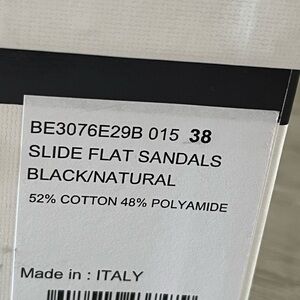 BE3076E29B 015 38
SLIDE FLAT SANDALS
BLACK/NATURAL
52% COTTON 48% POLYAMIDE
Made in : ITALY